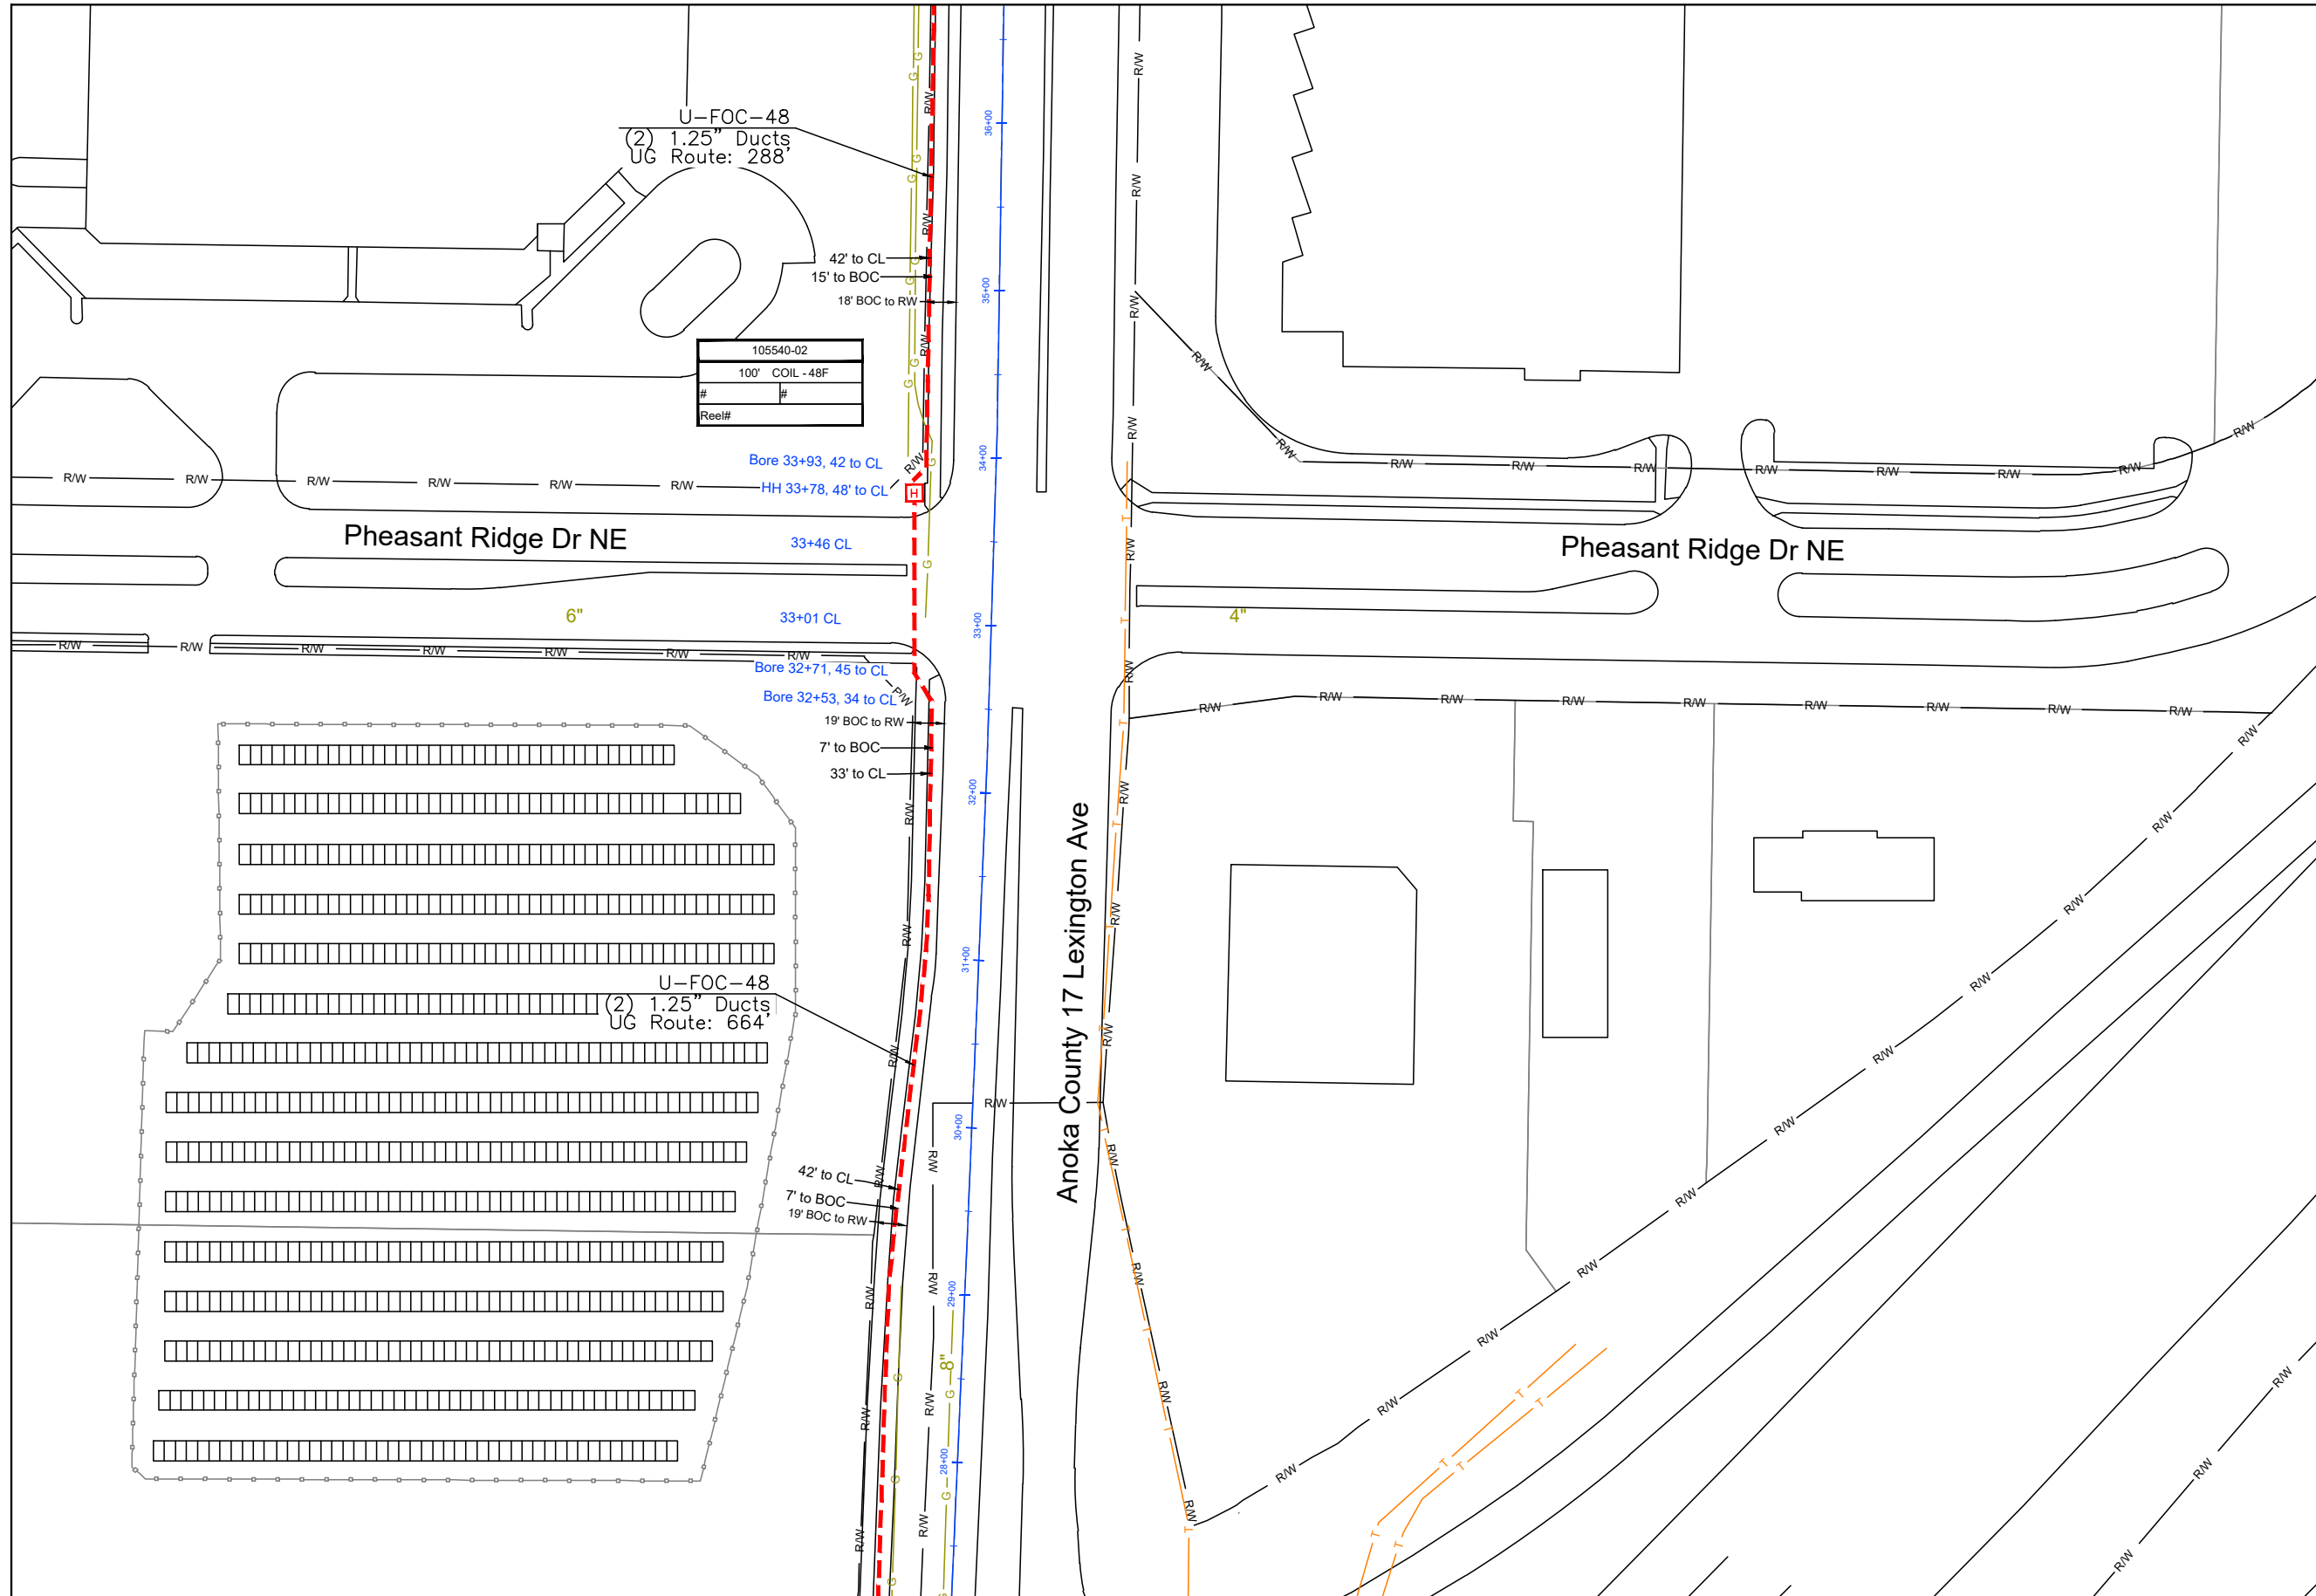 U-FOC-48
(2) 1.25" Ducts
UG Route: 288'
42' to CL
15' to BOC
18' BOC to RW
105540-02
100' COIL - 48F
# #
Reel#
Bore 33+93, 42 to CL
HH 33+78, 48' to CL
H
Pheasant Ridge Dr NE
33+46 CL
Pheasant Ridge Dr NE
6"
33+01 CL
4"
Bore 32+71, 45 to CL
Bore 32+53, 34 to CL
19' BOC to RW
7' to BOC
33' to CL
U-FOC-48
(2) 1.25" Ducts
UG Route: 664'
42' to CL
7' to BOC
19' BOC to RW
8"
Anoka County 17 Lexington Ave
36+00
35+00
34+00
33+00
32+00
31+00
30+00
29+00
28+00
R/W
G
T